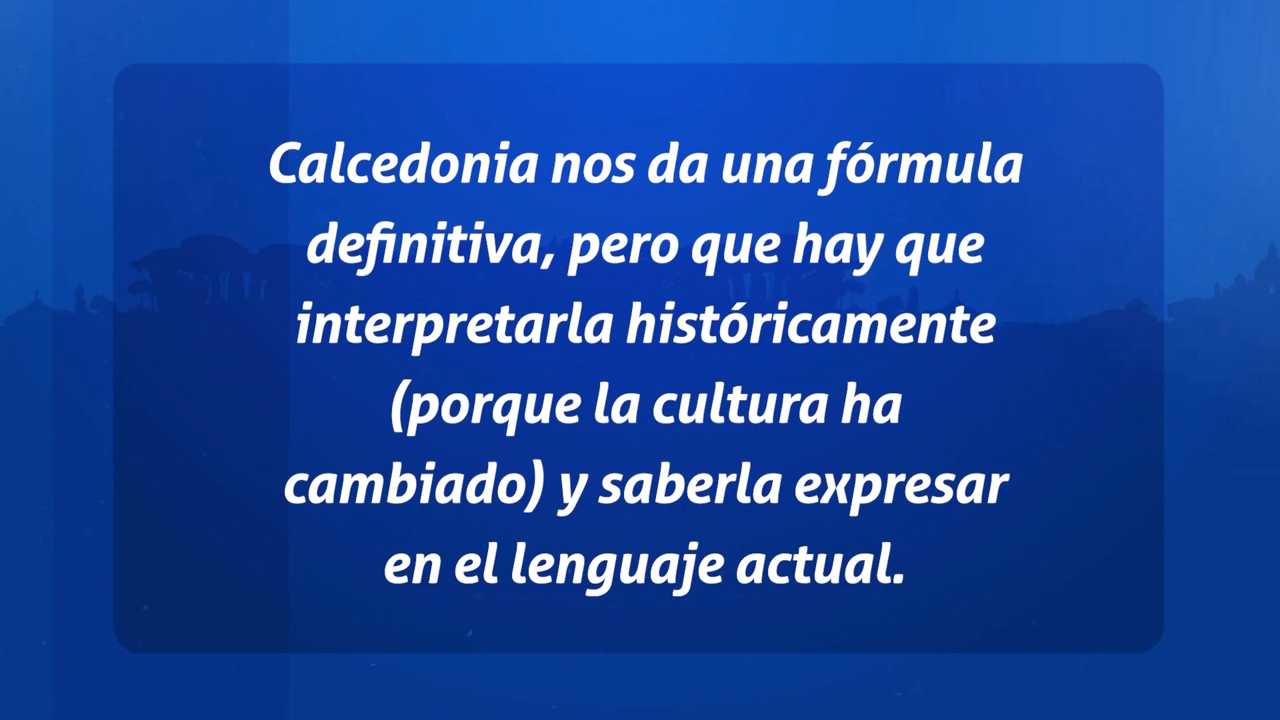 Calcedonia nos da una fórmula
definitiva, pero que hay que
interpretarla históricamente
(porque la cultura ha
cambiado) y saberla expresar
en el lenguaje actual.